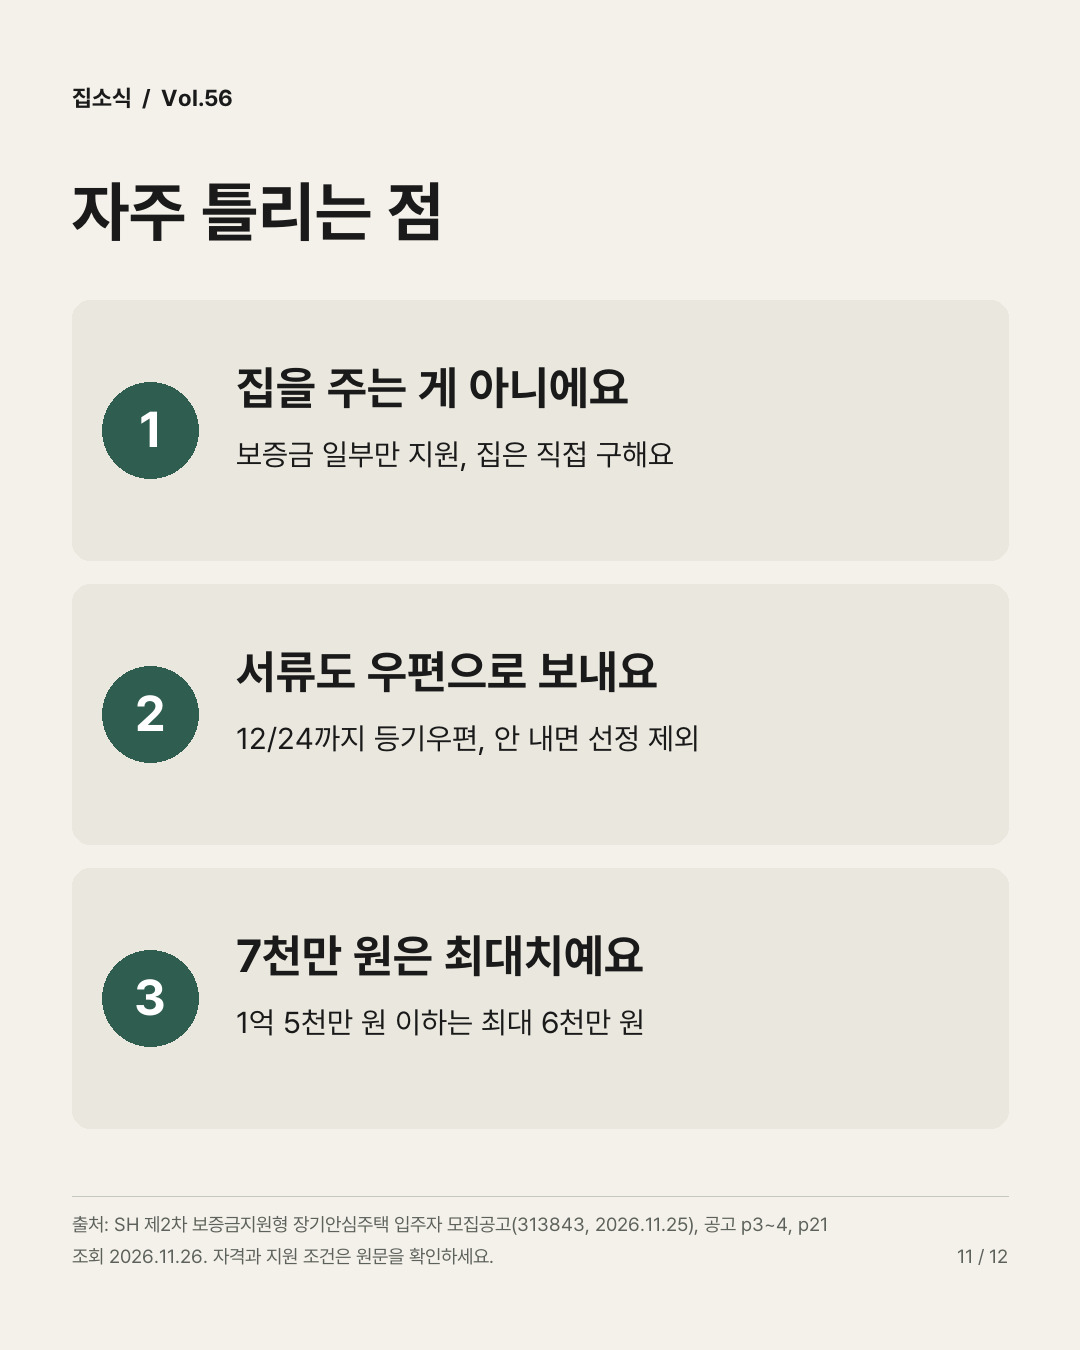 집소식 / Vol.56
자주 틀리는 점
1
집을 주는 게 아니에요
보증금 일부만 지원, 집은 직접 구해요
2
서류도 우편으로 보내요
12/24까지 등기우편, 안 내면 선정 제외
3
7천만 원은 최대치예요
1억 5천만 원 이하는 최대 6천만 원
출처: SH 제2차 보증금지원형 장기안심주택 입주자 모집공고(313843, 2026.11.25), 공고 p3~4, p21
조회 2026.11.26. 자격과 지원 조건은 원문을 확인하세요.
11 / 12